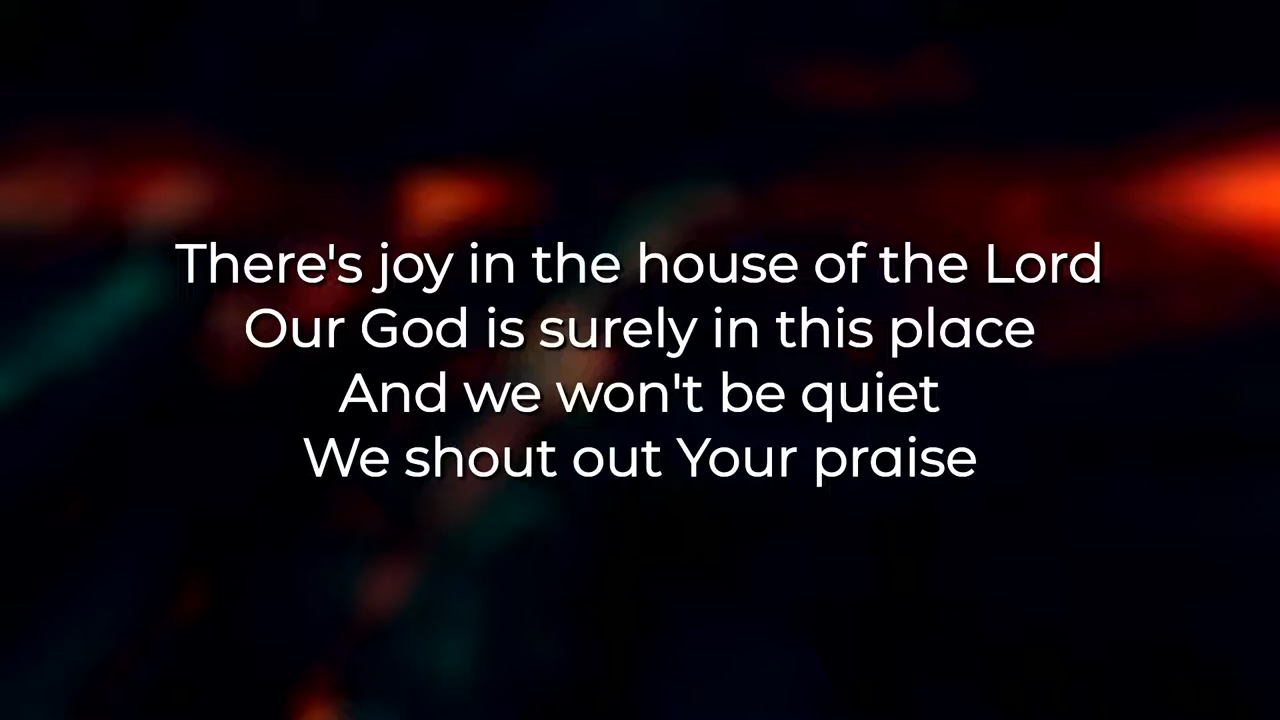 There's joy in the house of the Lord
Our God is surely in this place
And we won't be quiet
We shout out Your praise